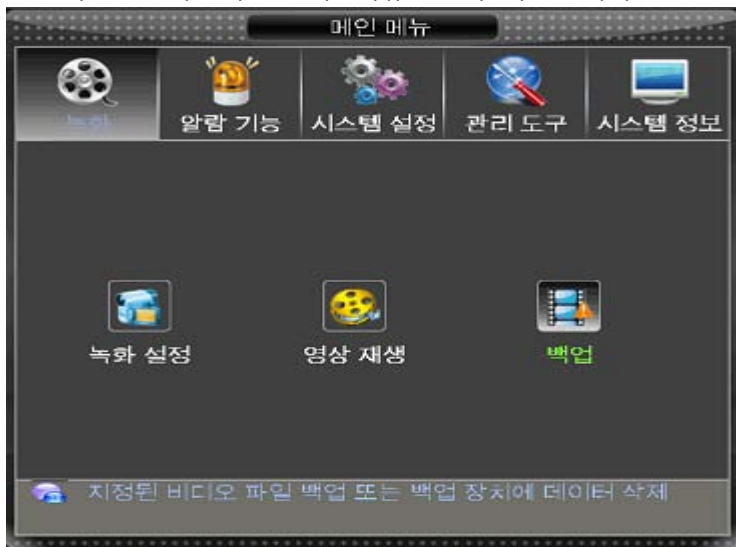 메인 메뉴
녹화 알람 기능 시스템 설정 관리 도구 시스템 정보
녹화 설정 영상 재생 백업
지정된 비디오 파일 백업 또는 백업 장치에 데이터 삭제